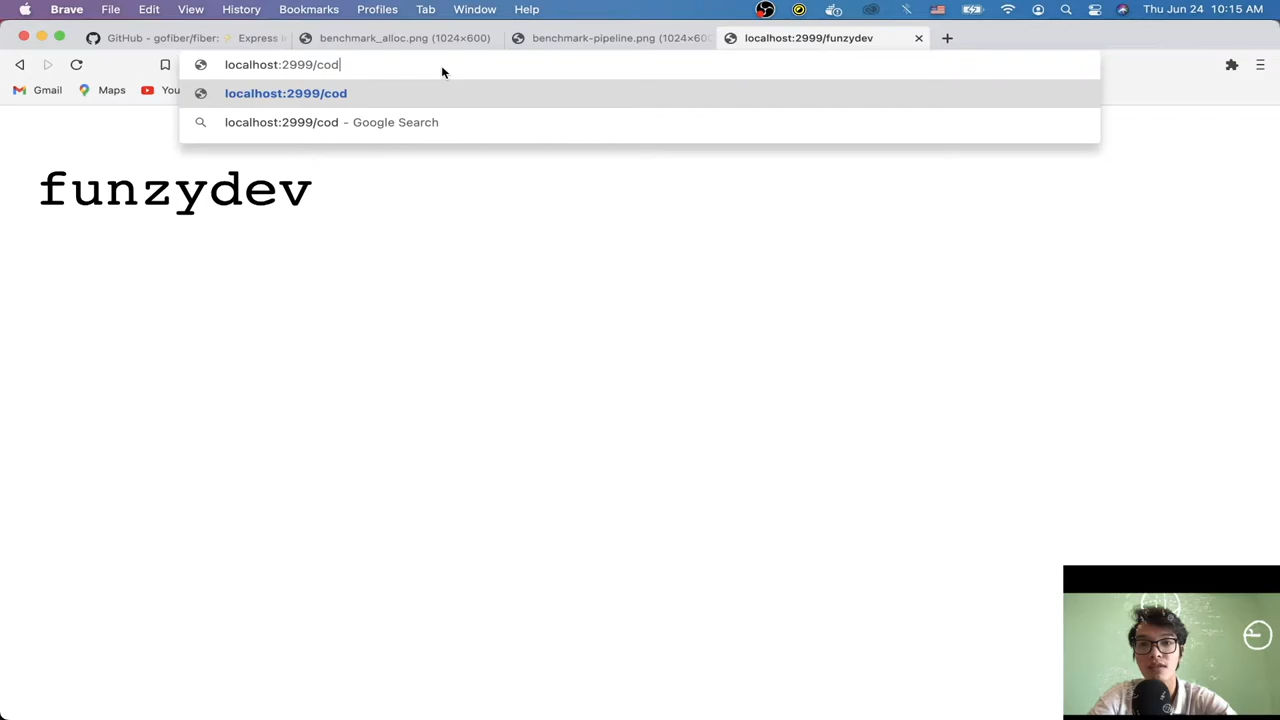 Brave File Edit View History Bookmarks Profiles Tab Window Help Thu Jun 24 10:15 AM
GitHub - gofiber/fiber: ⚡ Express i benchmark_alloc.png (1024×600) benchmark-pipeline.png (1024×600 localhost:2999/funzydev
localhost:2999/cod
Gmail Maps You
localhost:2999/cod
localhost:2999/cod - Google Search
funzydev